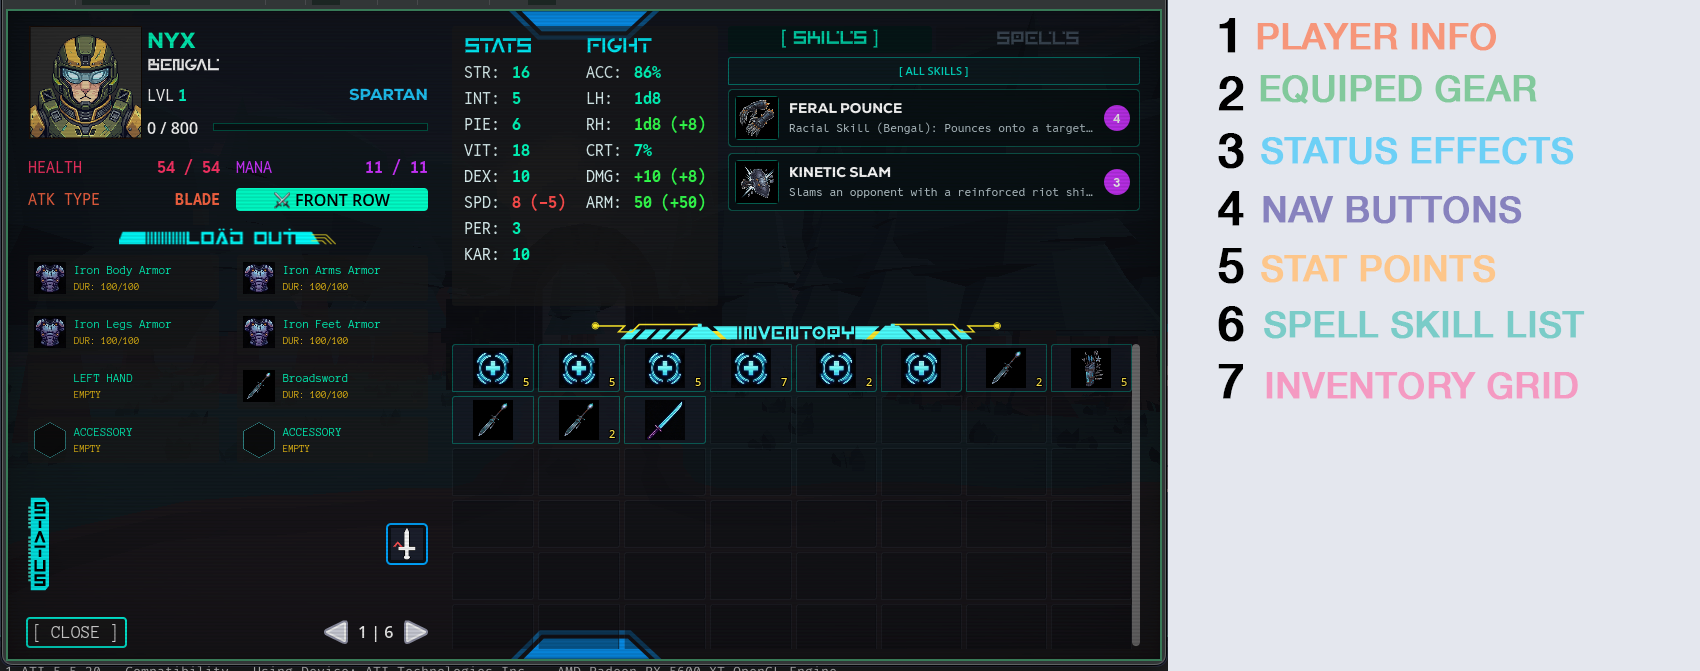 NYX
BENGAL
LVL 1
SPARTAN
0 / 800
HEALTH 54 / 54 MANA 11 / 11
ATK TYPE BLADE FRONT ROW
LOAD OUT
Iron Body Armor
DUR: 100/100
Iron Arms Armor
DUR: 100/100
Iron Legs Armor
DUR: 100/100
Iron Feet Armor
DUR: 100/100
LEFT HAND
EMPTY
Broadsword
DUR: 100/100
ACCESSORY
EMPTY
ACCESSORY
EMPTY
STATUS
[ CLOSE ]
1 | 6
STATS
STR: 16
INT: 5
PIE: 6
VIT: 18
DEX: 10
SPD: 8 (-5)
PER: 3
KAR: 10
FIGHT
ACC: 86%
LH: 1d8
RH: 1d8 (+8)
CRT: 7%
DMG: +10 (+8)
ARM: 50 (+50)
[ SKILLS ]
SPELLS
[ALL SKILLS]
FERAL POUNCE
Racial Skill (Bengal): Pounces onto a target…
4
KINETIC SLAM
Slams an opponent with a reinforced riot shi…
3
INVENTORY
5 5 5 7 2 2 5
2
1 PLAYER INFO
2 EQUIPED GEAR
3 STATUS EFFECTS
4 NAV BUTTONS
5 STAT POINTS
6 SPELL SKILL LIST
7 INVENTORY GRID